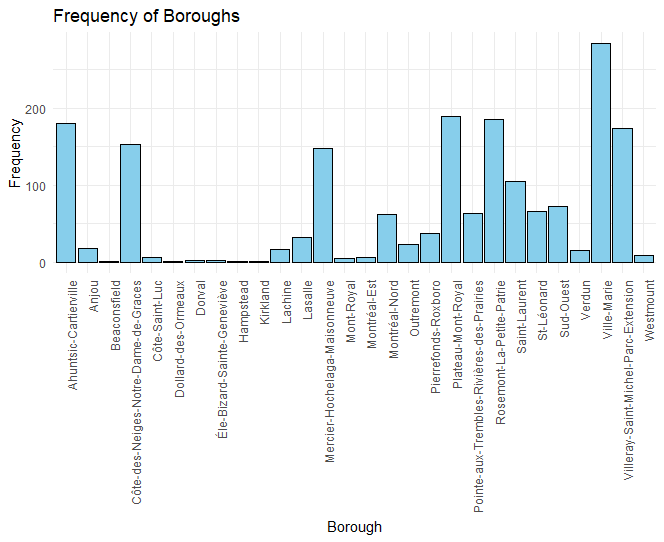 Frequency of Boroughs
Frequency
200
100
0
Ahuntsic-Cartierville
Anjou
Beaconsfield
Côte-des-Neiges-Notre-Dame-de-Graces
Côte-Saint-Luc
Dollard-des-Ormeaux
Dorval
Éle-Bizard-Sainte-Geneviève
Hampstead
Kirkland
Lachine
Lasalle
Mercier-Hochelaga-Maisonneuve
Mont-Royal
Montréal-Est
Montréal-Nord
Outremont
Pierrefonds-Roxboro
Plateau-Mont-Royal
Pointe-aux-Trembles-Rivières-des-Prairies
Rosemont-La-Petite-Patrie
Saint-Laurent
St-Léonard
Sud-Ouest
Verdun
Ville-Marie
Villeray-Saint-Michel-Parc-Extension
Westmount
Borough